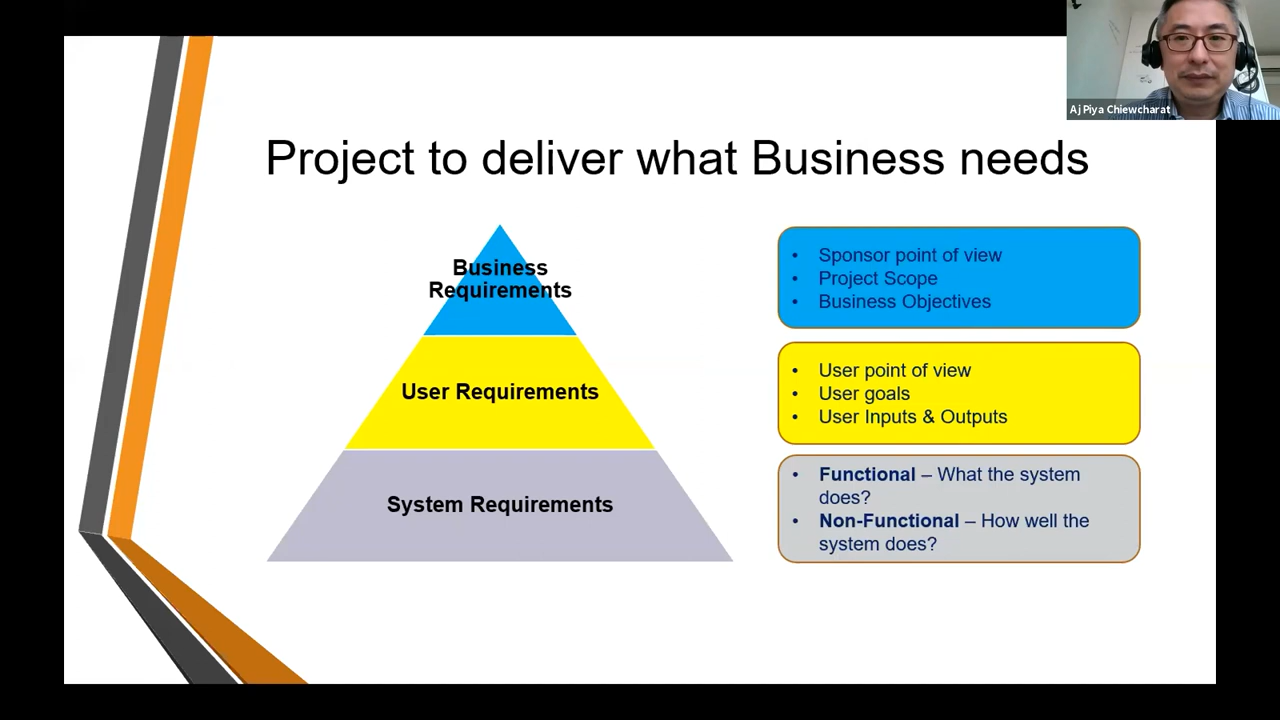 Aj Piya Chiewcharat
Project to deliver what Business needs
Business
Requirements
User Requirements
System Requirements
• Sponsor point of view
• Project Scope
• Business Objectives
• User point of view
• User goals
• User Inputs & Outputs
• Functional – What the system
does?
• Non-Functional – How well the
system does?